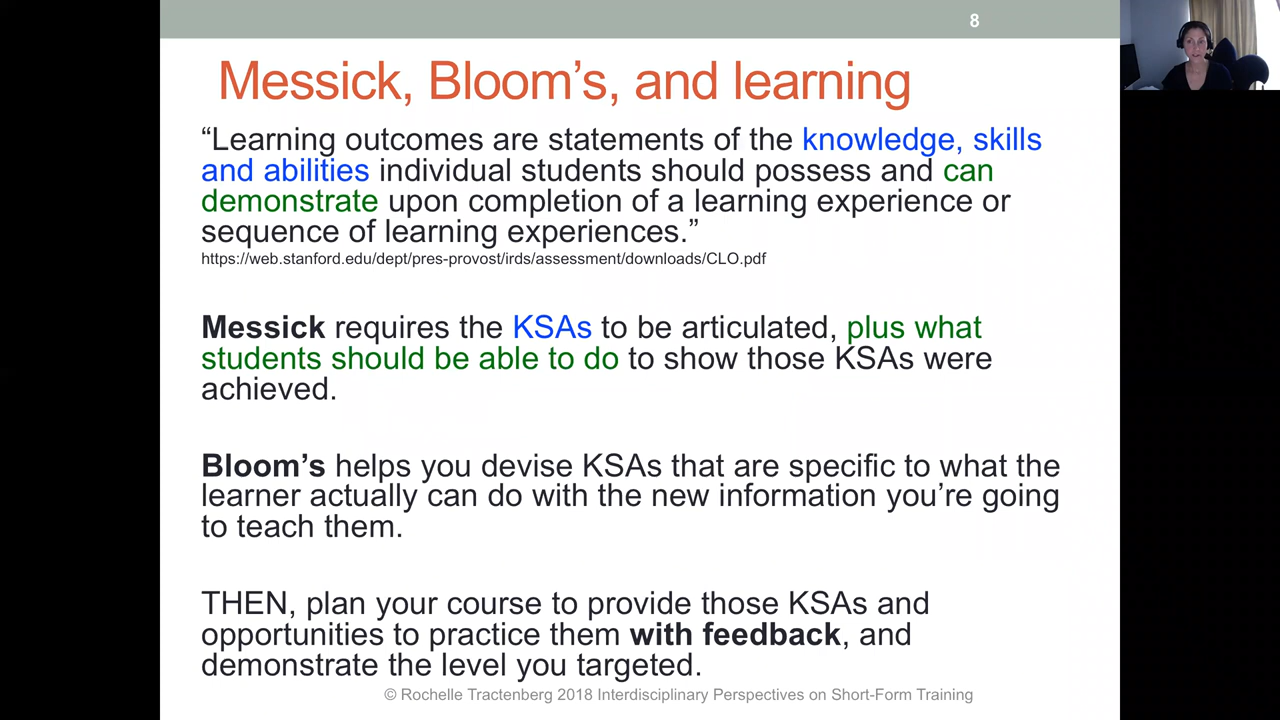 8
Messick, Bloom’s, and learning
“Learning outcomes are statements of the knowledge, skills
and abilities individual students should possess and can
demonstrate upon completion of a learning experience or
sequence of learning experiences.”
https://web.stanford.edu/dept/pres-provost/irds/assessment/downloads/CLO.pdf
Messick requires the KSAs to be articulated, plus what
students should be able to do to show those KSAs were
achieved.
Bloom’s helps you devise KSAs that are specific to what the
learner actually can do with the new information you’re going
to teach them.
THEN, plan your course to provide those KSAs and
opportunities to practice them with feedback, and
demonstrate the level you targeted.
© Rochelle Tractenberg 2018 Interdisciplinary Perspectives on Short-Form Training